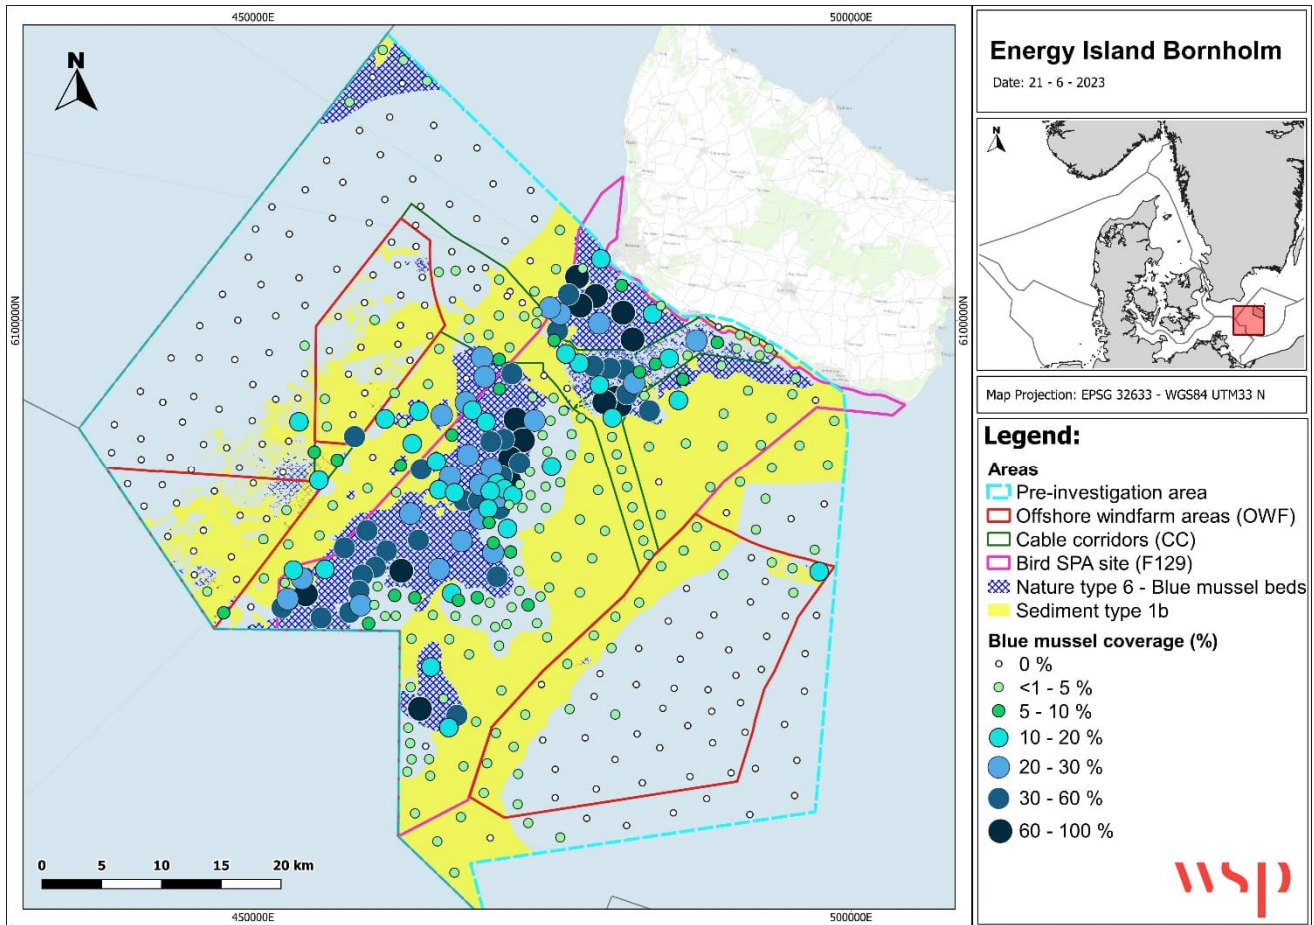 450000E
500000E
N
6100000N
6100000N
0 5 10 15 20 km
450000E
500000E
Energy Island Bornholm
Date: 21 - 6 - 2023
N
Map Projection: EPSG 32633 - WGS84 UTM33 N
Legend:
Areas
Pre-investigation area
Offshore windfarm areas (OWF)
Cable corridors (CC)
Bird SPA site (F129)
Nature type 6 - Blue mussel beds
Sediment type 1b
Blue mussel coverage (%)
0 %
<1 - 5 %
5 - 10 %
10 - 20 %
20 - 30 %
30 - 60 %
60 - 100 %
wsp